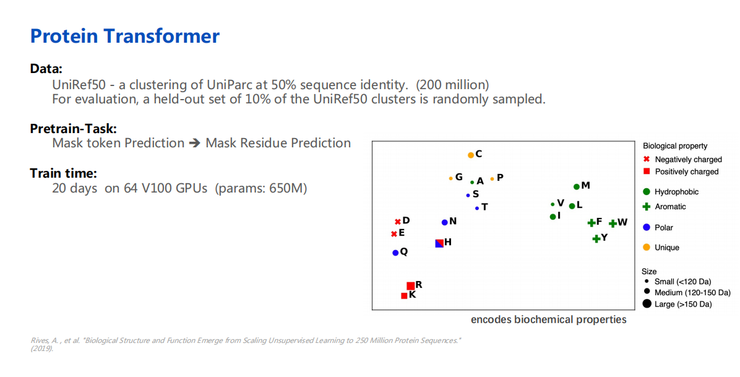 Protein Transformer
Data:
UniRef50 - a clustering of UniParc at 50% sequence identity. (200 million)
For evaluation, a held-out set of 10% of the UniRef50 clusters is randomly sampled.
Protein-Task:
Mask token Prediction ➔ Mask Residue Prediction
Train time:
20 days on 64 V100 GPUs (params: 650M)
C
G
A
P
S
T
M
V
L
I
F
W
Y
D
E
N
H
Q
R
K
Biological property
Negatively charged
Positively charged
Hydrophobic
Aromatic
Polar
Unique
Size
Small (<120 Da)
Medium (120-150 Da)
Large (>150 Da)
encodes biochemical properties
Rives, A., et al. "Biological Structure and Function Emerge from Scaling Unsupervised Learning to 250 Million Protein Sequences."
(2019).